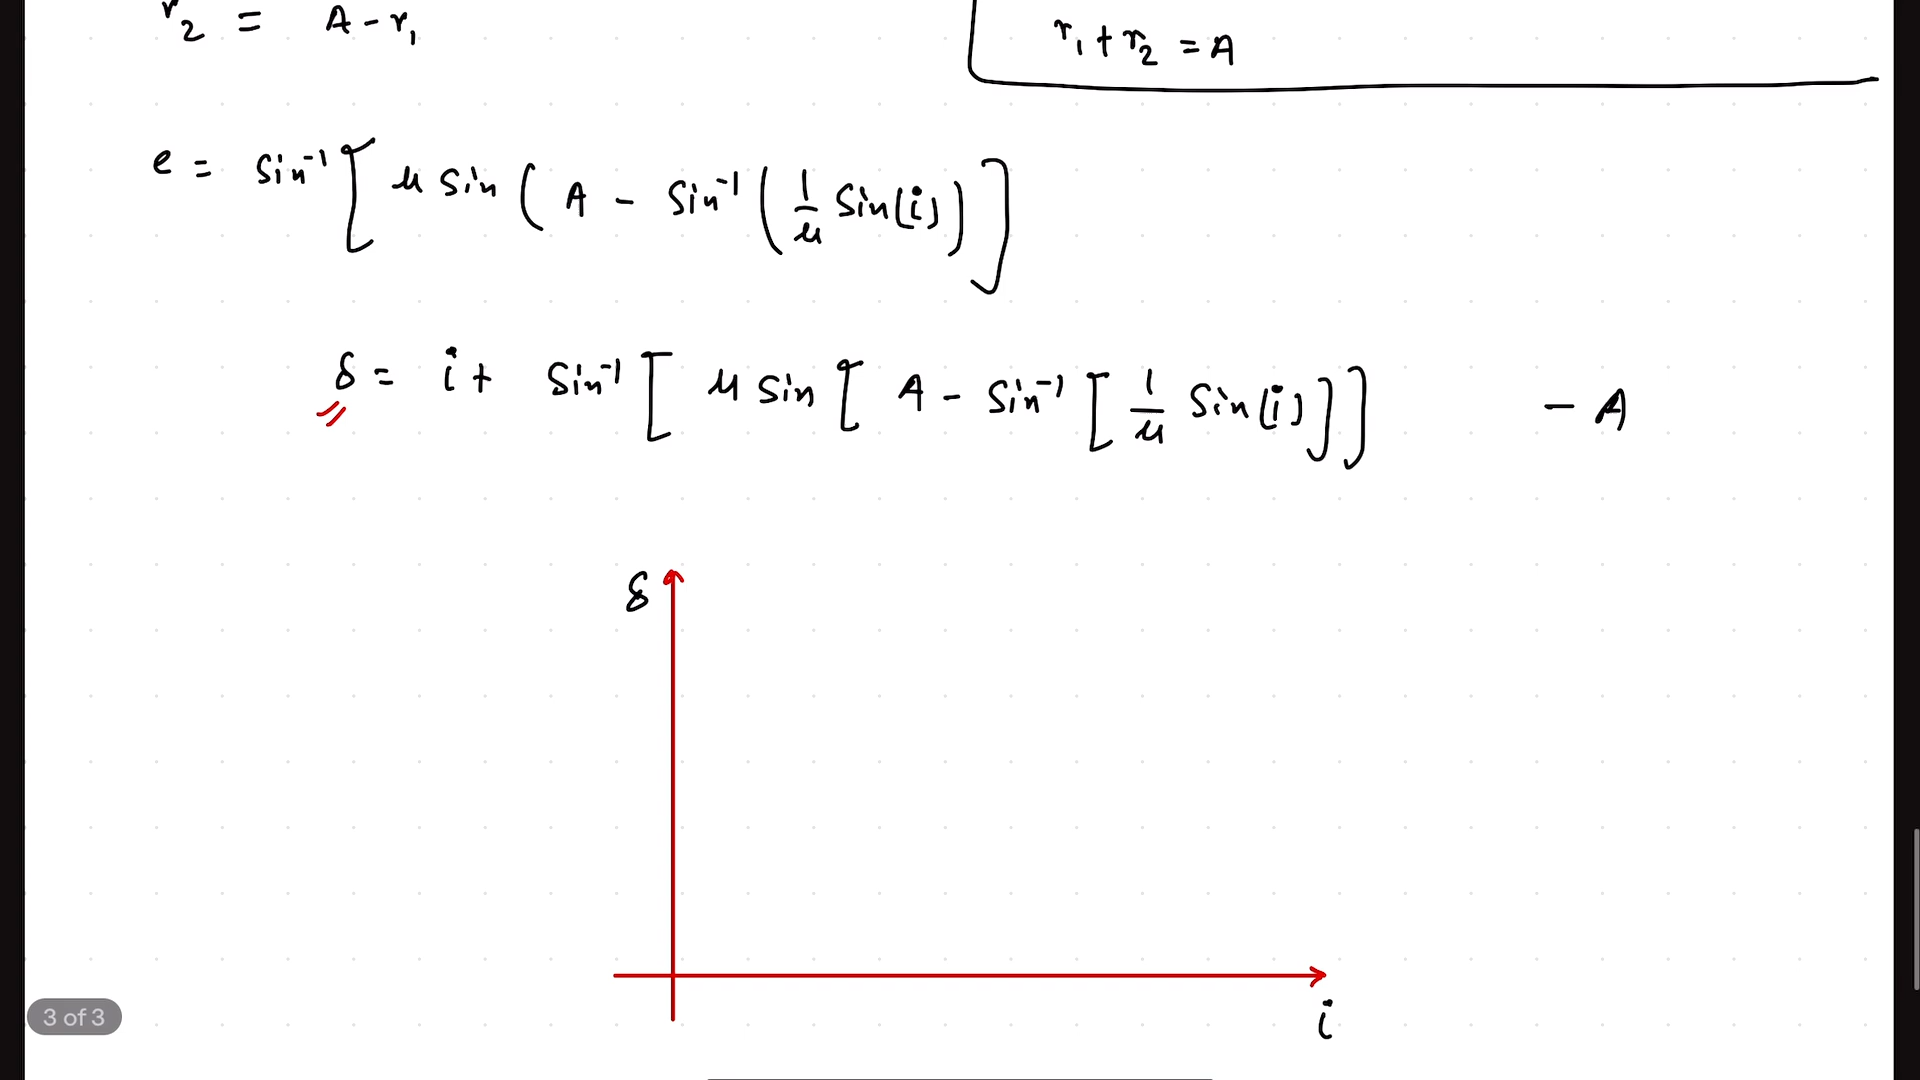 r₂ = A - r₁
r₁ + r₂ = A
e = Sin⁻¹[ μ Sin ( A - Sin⁻¹( 1/μ Sin(i) ) ]
δ = i + Sin⁻¹[ μ Sin [ A - Sin⁻¹[ 1/μ Sin(i) ] ] - A
δ
i
3 of 3